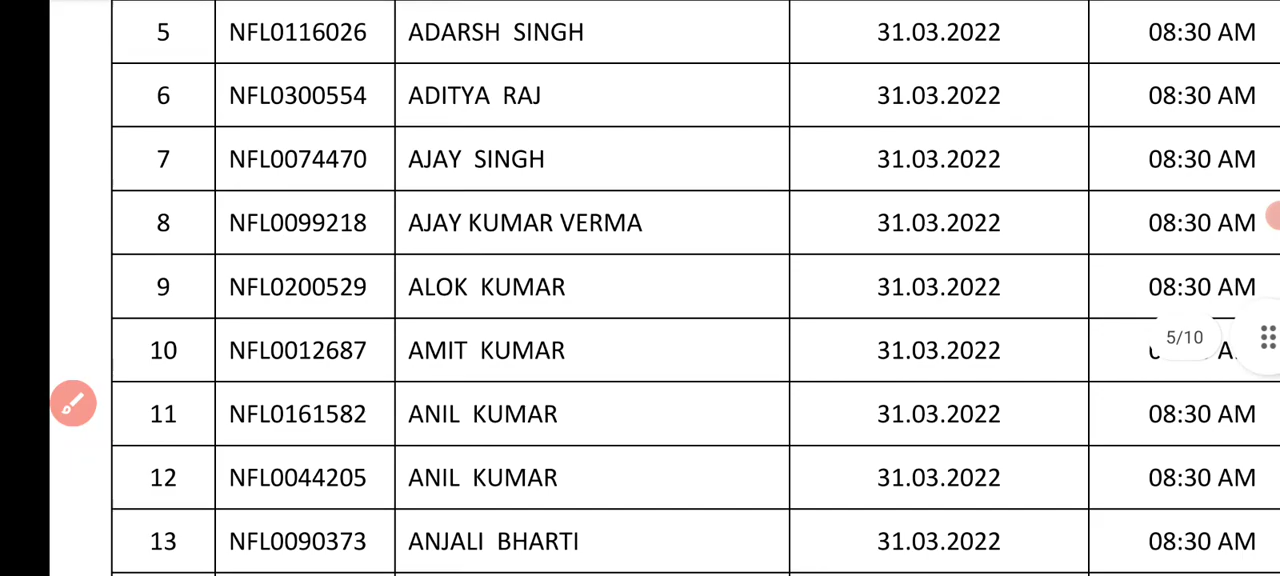 5 NFL0116026 ADARSH SINGH 31.03.2022 08:30 AM
6 NFL0300554 ADITYA RAJ 31.03.2022 08:30 AM
7 NFL0074470 AJAY SINGH 31.03.2022 08:30 AM
8 NFL0099218 AJAY KUMAR VERMA 31.03.2022 08:30 AM
9 NFL0200529 ALOK KUMAR 31.03.2022 08:30 AM
10 NFL0012687 AMIT KUMAR 31.03.2022
5/10
11 NFL0161582 ANIL KUMAR 31.03.2022 08:30 AM
12 NFL0044205 ANIL KUMAR 31.03.2022 08:30 AM
13 NFL0090373 ANJALI BHARTI 31.03.2022 08:30 AM